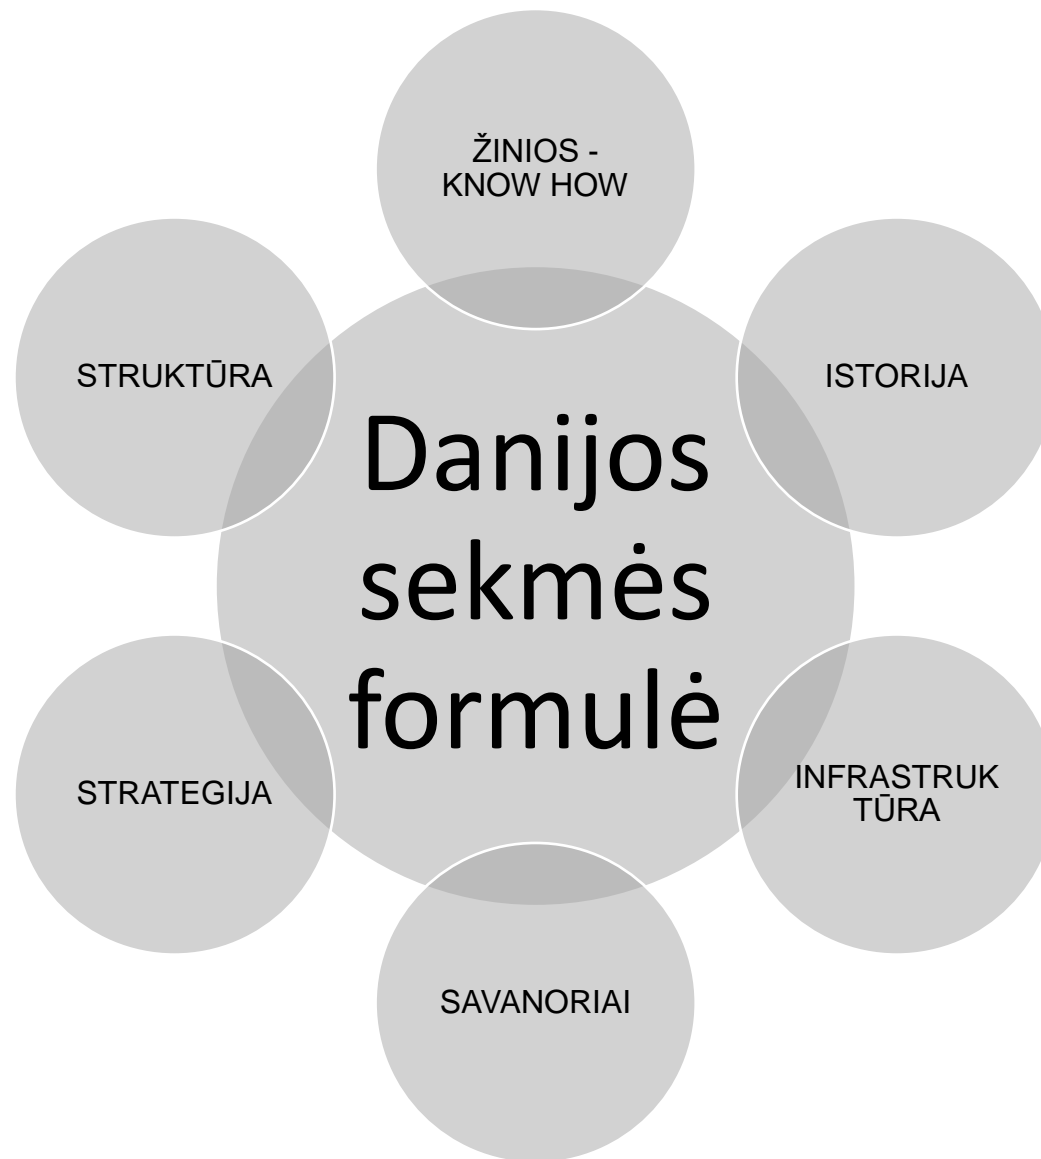 ŽINIOS -
KNOW HOW
STRUKTŪRA
ISTORIJA
Danijos
sekmės
formulė
STRATEGIJA
INFRASTRUK
TŪRA
SAVANORIAI